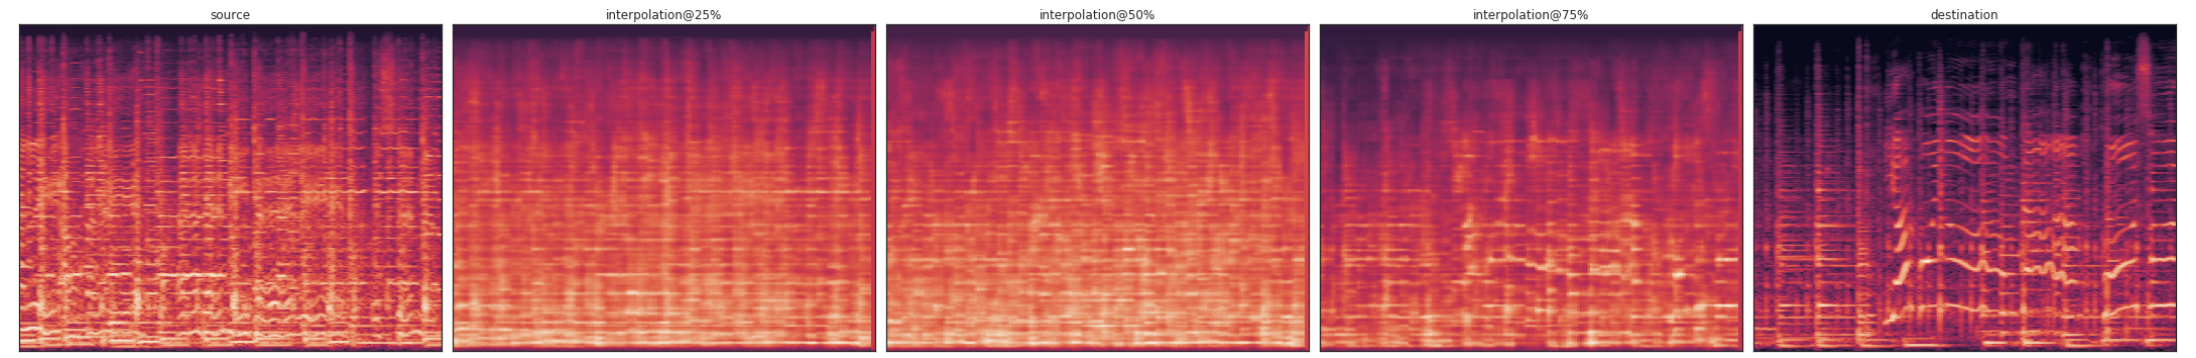 source
interpolation@25%
interpolation@50%
interpolation@75%
destination